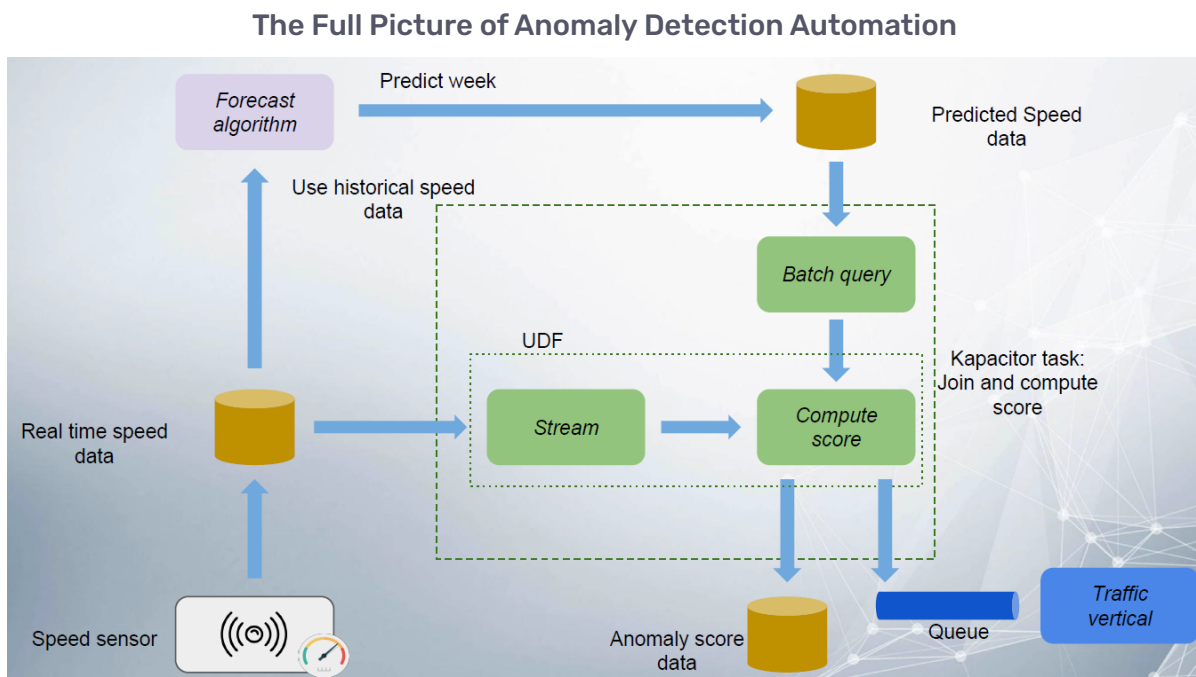 The Full Picture of Anomaly Detection Automation
Forecast
algorithm
Predict week
Predicted Speed
data
Use historical speed
data
Batch query
UDF
Kapacitor task:
Join and compute
score
Real time speed
data
Stream
Compute
score
Speed sensor
Anomaly score
data
Queue
Traffic
vertical